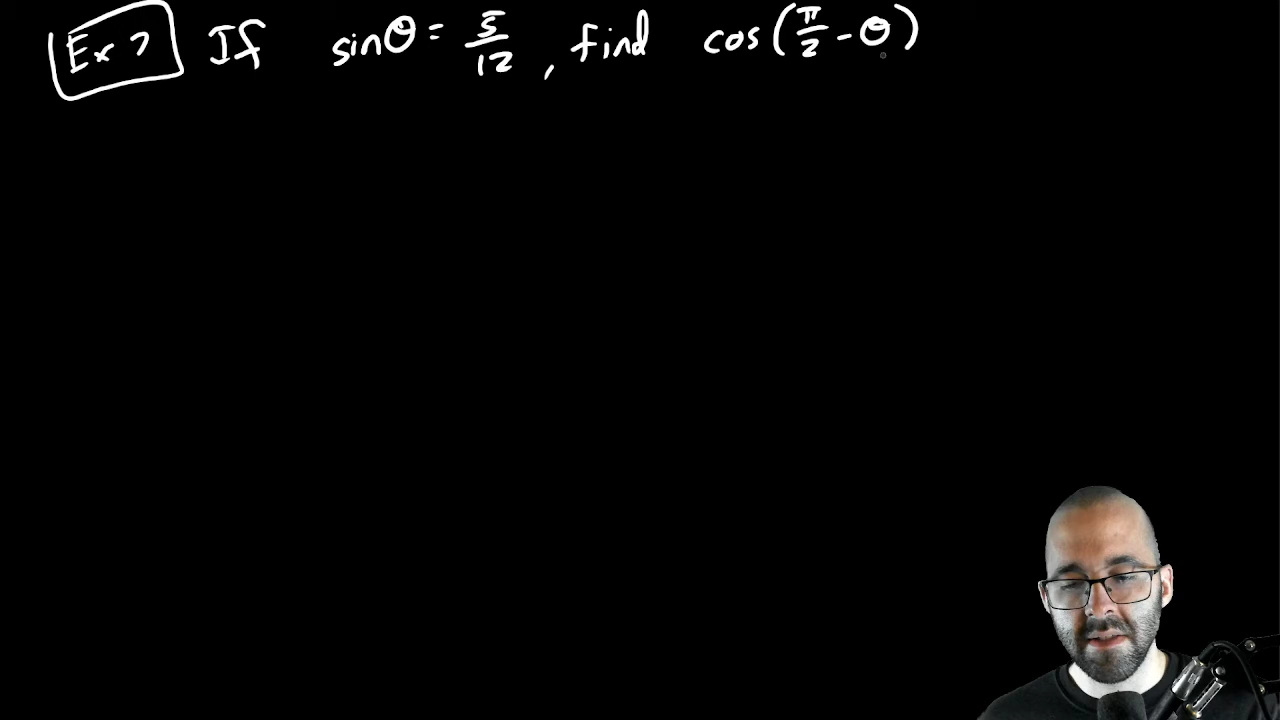 Ex 7 If sinθ = 5/12, find cos(π/2 - θ)